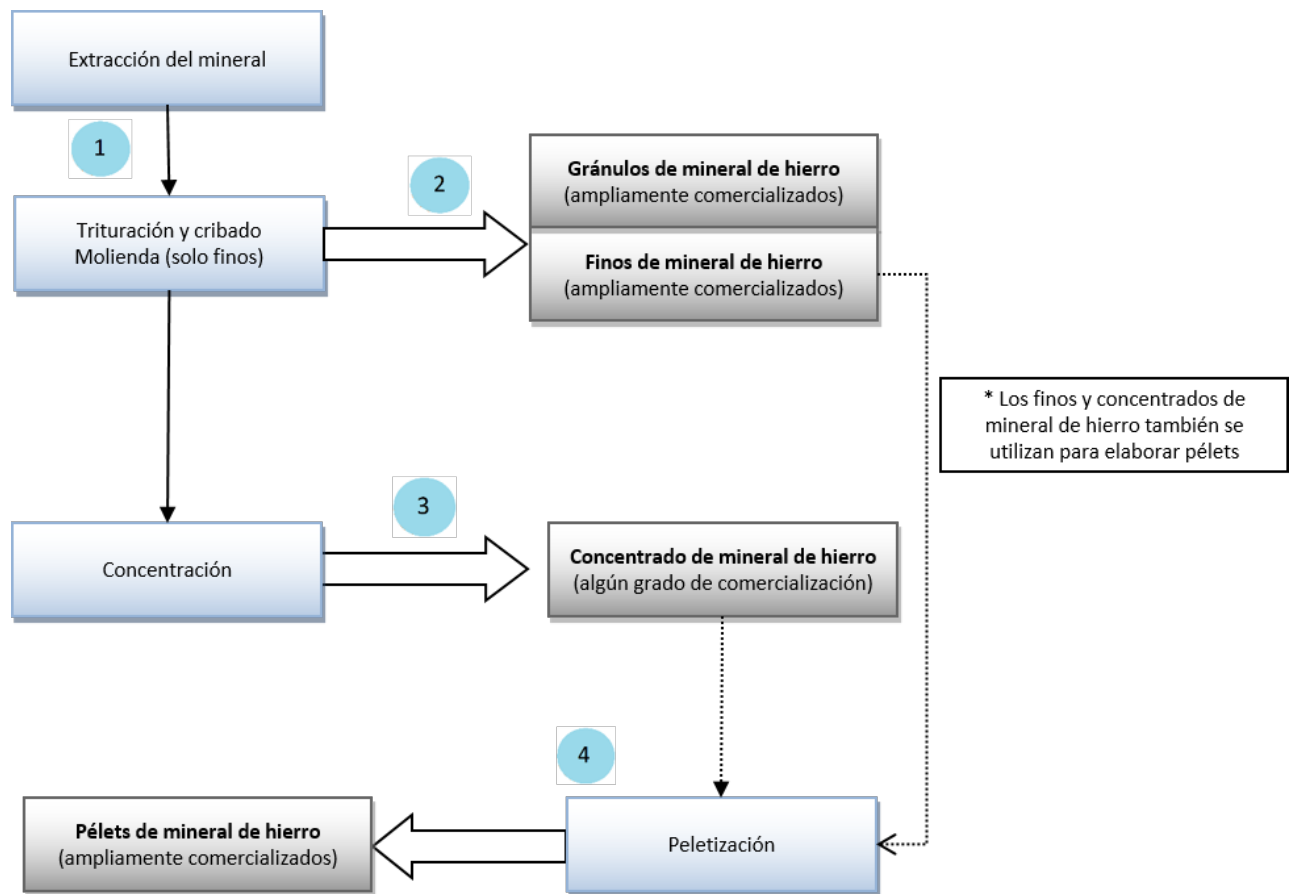 Extracción del mineral
1
2
Gránulos de mineral de hierro
(ampliamente comercializados)
Trituración y cribado
Molienda (solo finos)
Finos de mineral de hierro
(ampliamente comercializados)
* Los finos y concentrados de
mineral de hierro también se
utilizan para elaborar pélets
3
Concentración
Concentrado de mineral de hierro
(algún grado de comercialización)
4
Pélets de mineral de hierro
(ampliamente comercializados)
Peletización